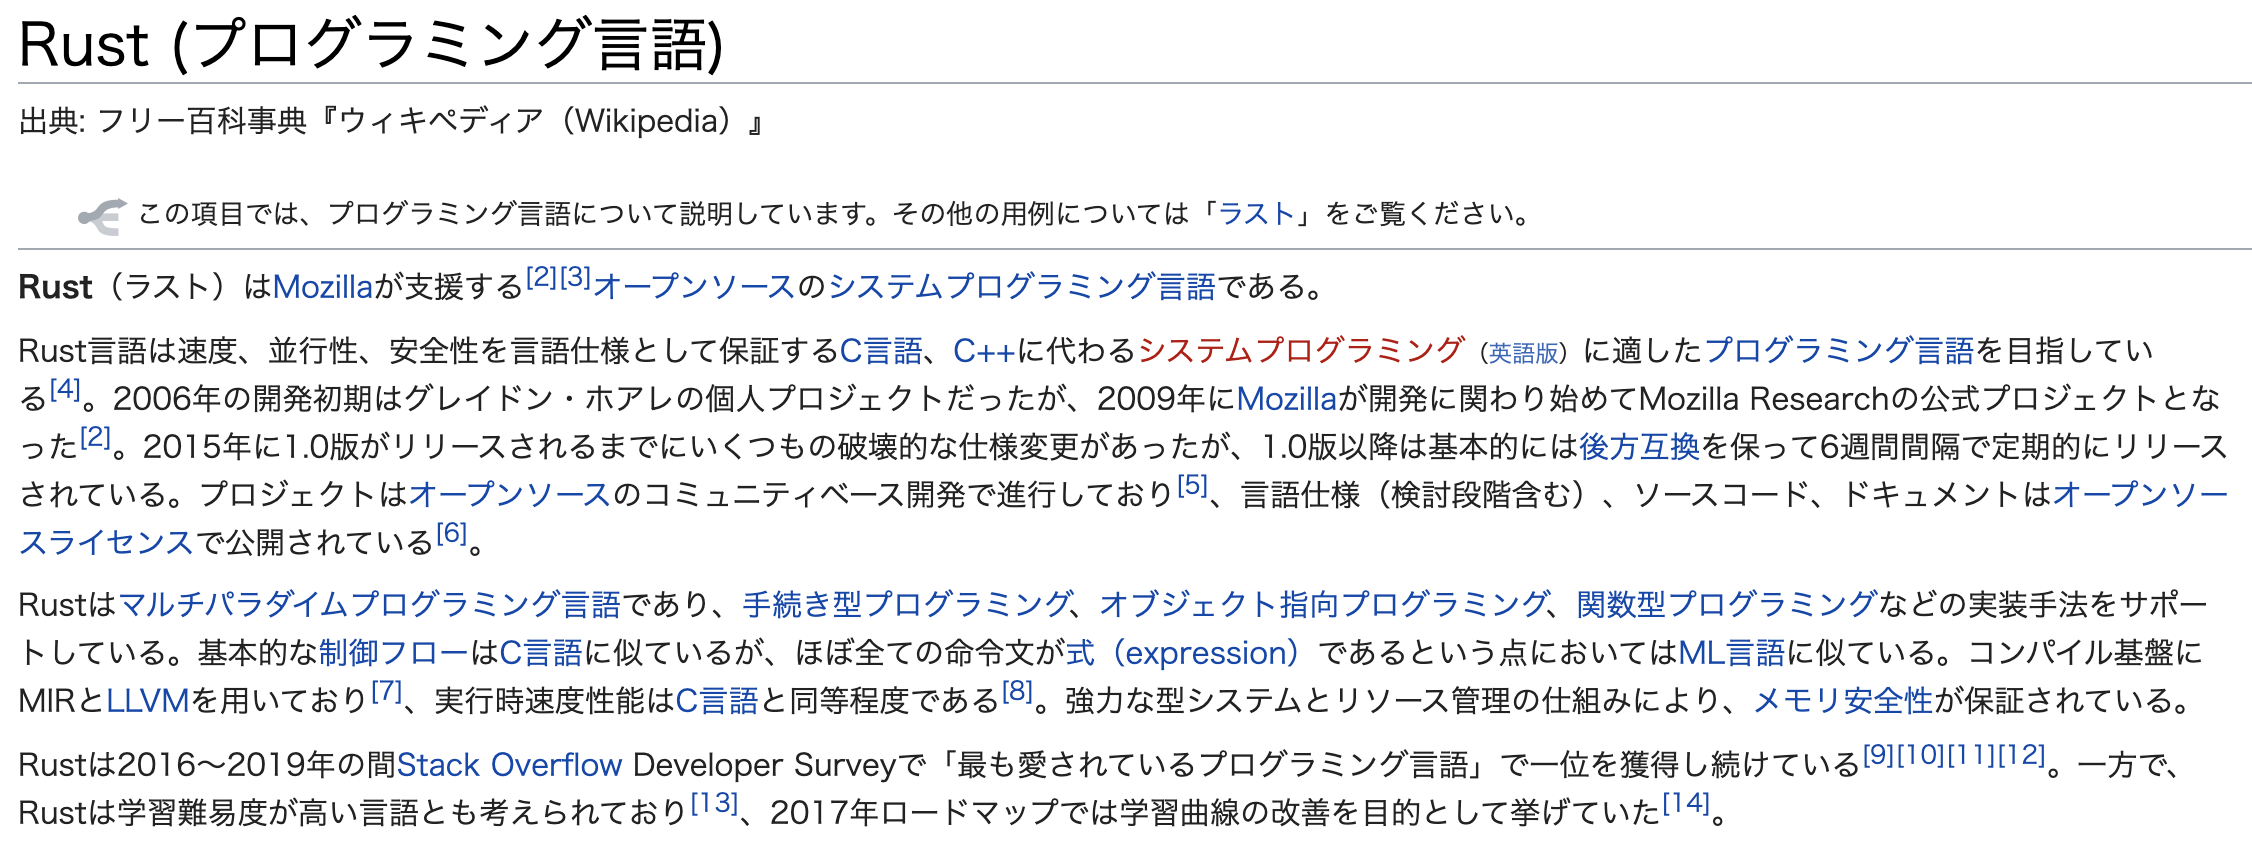 Rust (プログラミング言語)
出典: フリー百科事典『ウィキペディア（Wikipedia）』
この項目では、プログラミング言語について説明しています。その他の用例については「ラスト」をご覧ください。
Rust（ラスト）はMozillaが支援する[2][3]オープンソースのシステムプログラミング言語である。
Rust言語は速度、並行性、安全性を言語仕様として保証するC言語、C++に代わるシステムプログラミング（英語版）に適したプログラミング言語を目指してい
る[4]。2006年の開発初期はグレイドン・ホアレの個人プロジェクトだったが、2009年にMozillaが開発に関わり始めてMozilla Researchの公式プロジェクトとな
った[2]。2015年に1.0版がリリースされるまでにいくつもの破壊的な仕様変更があったが、1.0版以降は基本的には後方互換を保って6週間間隔で定期的にリリース
されている。プロジェクトはオープンソースのコミュニティベース開発で進行しており[5]、言語仕様（検討段階含む）、ソースコード、ドキュメントはオープンソー
スライセンスで公開されている[6]。
Rustはマルチパラダイムプログラミング言語であり、手続き型プログラミング、オブジェクト指向プログラミング、関数型プログラミングなどの実装手法をサポー
トしている。基本的な制御フローはC言語に似ているが、ほぼ全ての命令文が式（expression）であるという点においてはML言語に似ている。コンパイル基盤に
MIRとLLVMを用いており[7]、実行時速度性能はC言語と同等程度である[8]。強力な型システムとリソース管理の仕組みにより、メモリ安全性が保証されている。
Rustは2016〜2019年の間Stack Overflow Developer Surveyで「最も愛されているプログラミング言語」で一位を獲得し続けている[9][10][11][12]。一方で、
Rustは学習難易度が高い言語とも考えられており[13]、2017年ロードマップでは学習曲線の改善を目的として挙げていた[14]。